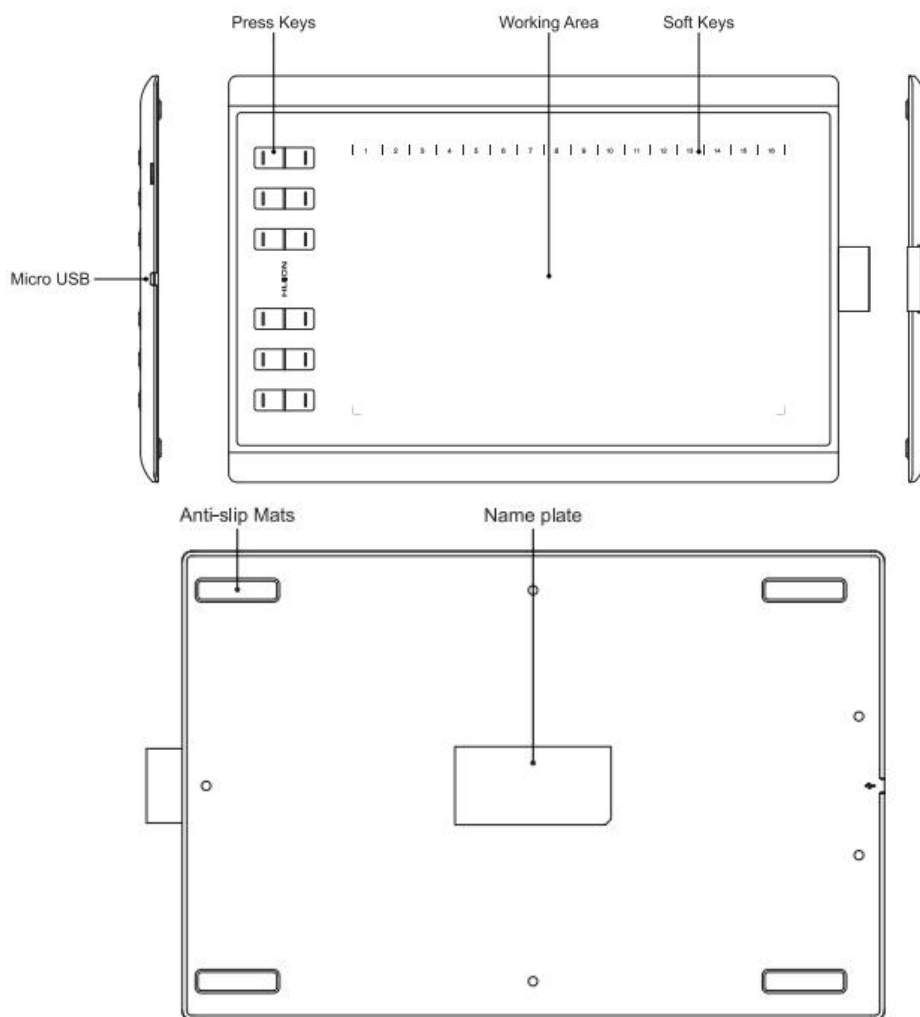 Press Keys Working Area Soft Keys
1 2 3 4 5 6 7 8 9 10 11 12 13 14 15 16
Micro USB
HUION
Anti-slip Mats Name plate